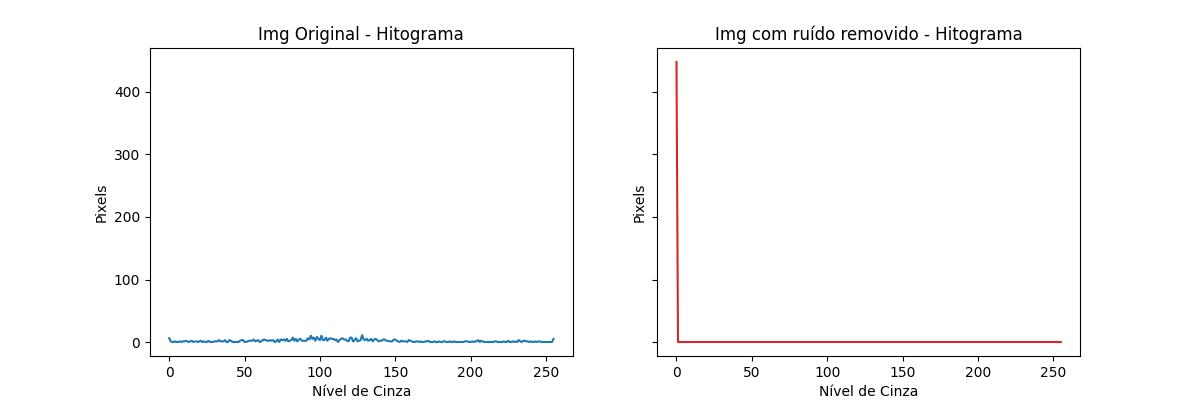 Img Original - Hitograma
Img com ruído removido - Hitograma
400
300
200
100
0
Pixels
Pixels
0 50 100 150 200 250
0 50 100 150 200 250
Nível de Cinza
Nível de Cinza